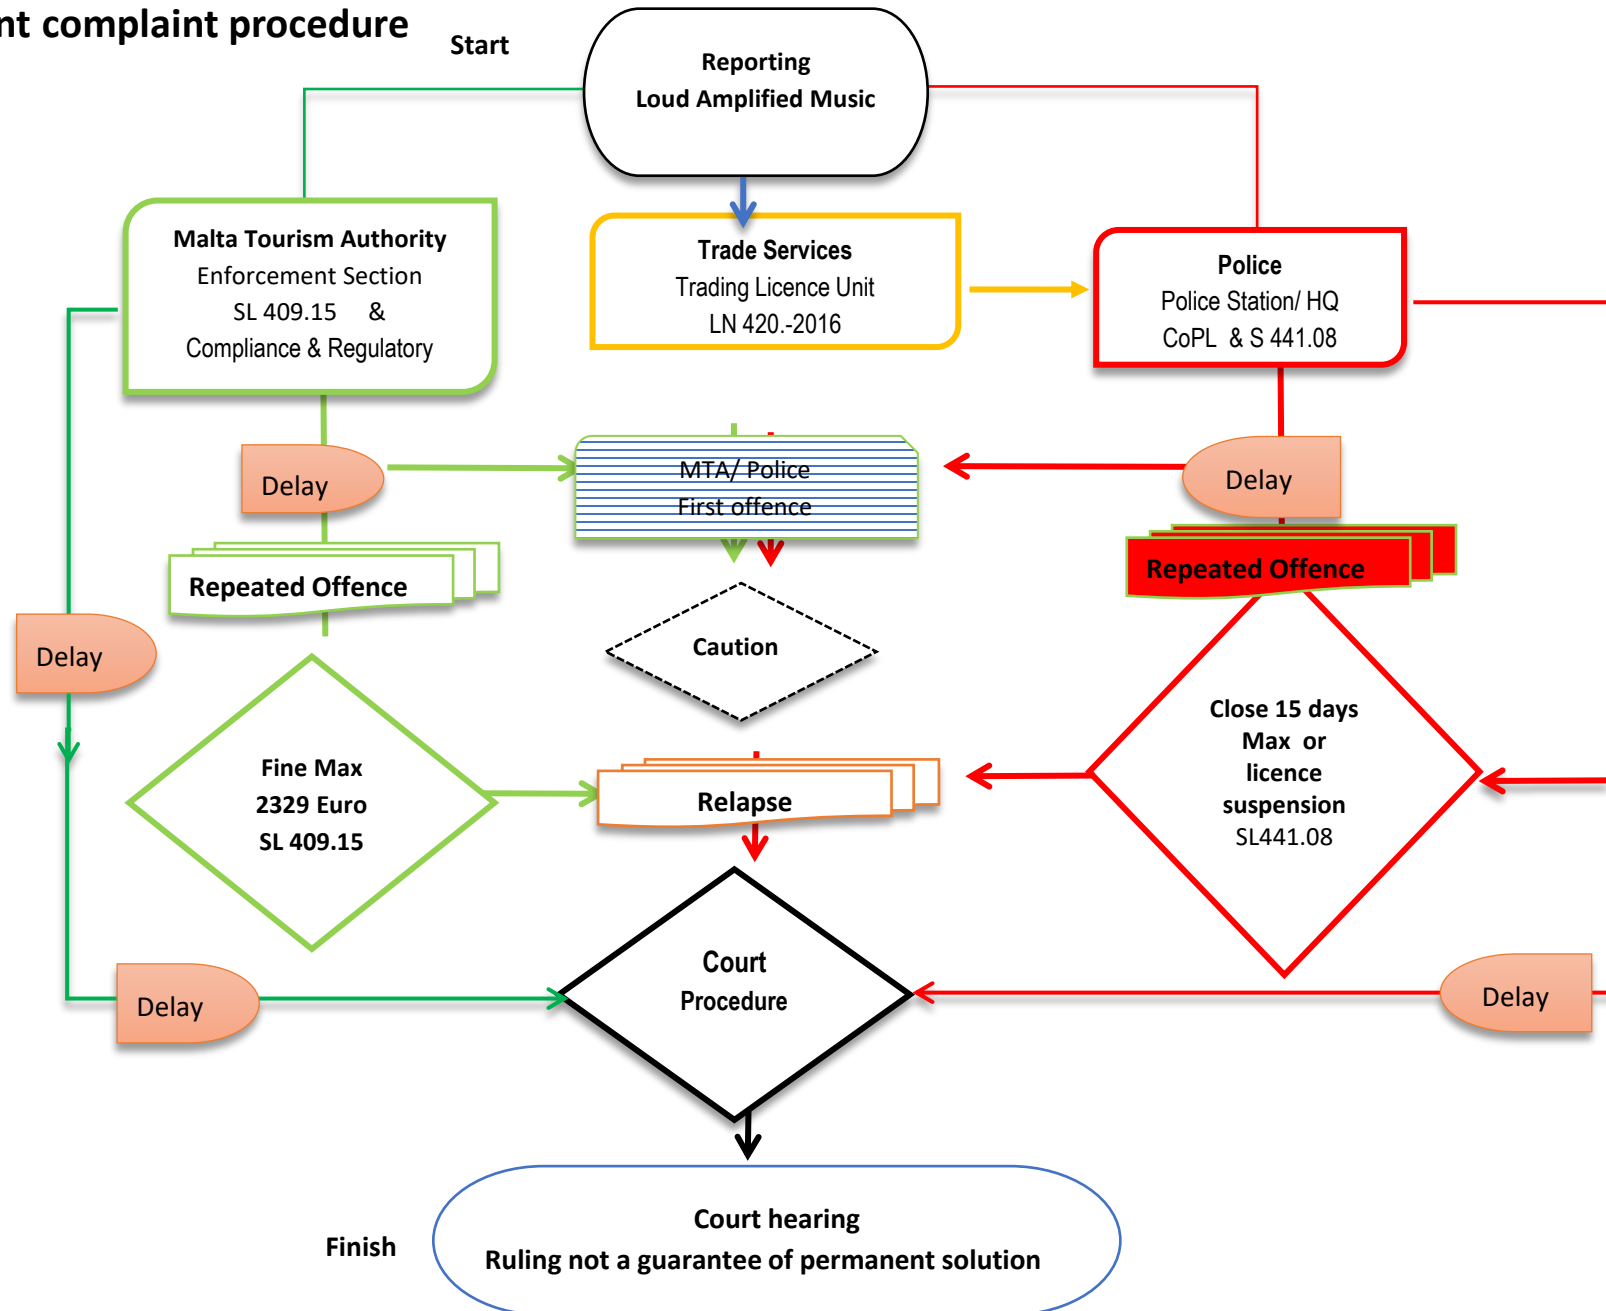 nt complaint procedure
Start
Reporting
Loud Amplified Music
Malta Tourism Authority
Enforcement Section
SL 409.15 &
Compliance & Regulatory
Trade Services
Trading Licence Unit
LN 420.-2016
Police
Police Station/ HQ
CoPL & S 441.08
Delay
MTA/ Police
First offence
Delay
Repeated Offence
Repeated Offence
Delay
Caution
Fine Max
2329 Euro
SL 409.15
Relapse
Close 15 days
Max or
licence
suspension
SL441.08
Delay
Court
Procedure
Delay
Finish
Court hearing
Ruling not a guarantee of permanent solution